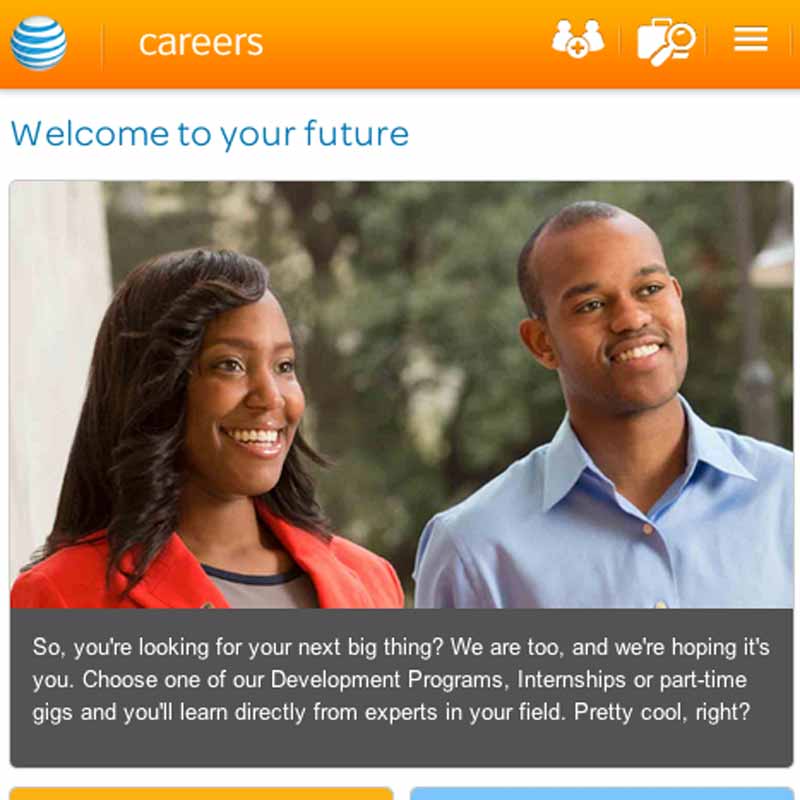 careers
Welcome to your future
So, you're looking for your next big thing? We are too, and we're hoping it's
you. Choose one of our Development Programs, Internships or part-time
gigs and you'll learn directly from experts in your field. Pretty cool, right?